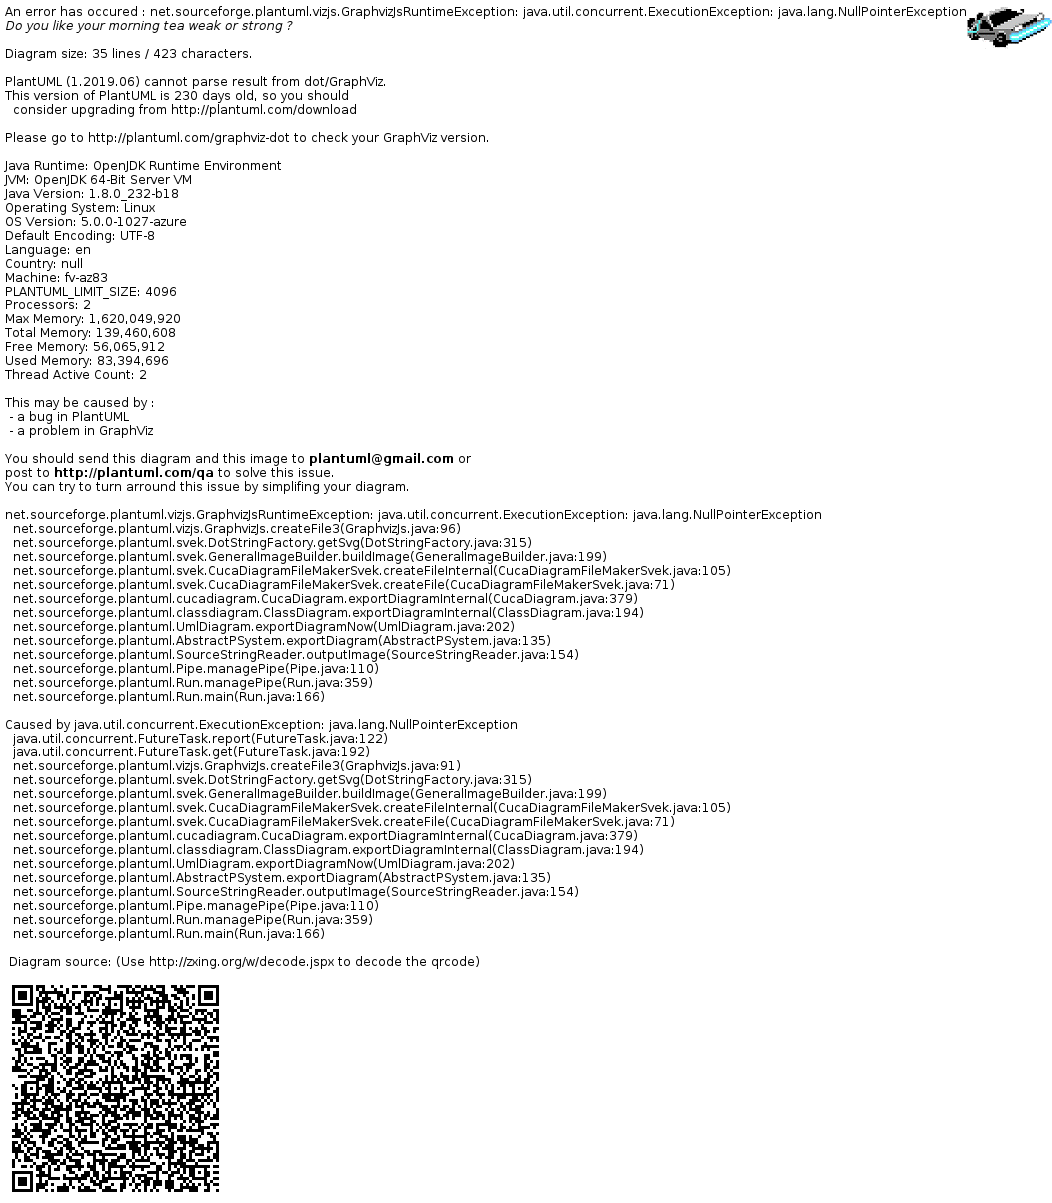 An error has occured : net.sourceforge.plantuml.vizjs.GraphvizJsRuntimeException: java.util.concurrent.ExecutionException: java.lang.NullPointerException
Do you like your morning tea weak or strong ?
Diagram size: 35 lines / 423 characters.
PlantUML (1.2019.06) cannot parse result from dot/GraphViz.
This version of PlantUML is 230 days old, so you should
consider upgrading from http://plantuml.com/download
Please go to http://plantuml.com/graphviz-dot to check your GraphViz version.
Java Runtime: OpenJDK Runtime Environment
JVM: OpenJDK 64-Bit Server VM
Java Version: 1.8.0_232-b18
Operating System: Linux
OS Version: 5.0.0-1027-azure
Default Encoding: UTF-8
Language: en
Country: null
Machine: fv-az83
PLANTUML_LIMIT_SIZE: 4096
Processors: 2
Max Memory: 1,620,049,920
Total Memory: 139,460,608
Free Memory: 56,065,912
Used Memory: 83,394,696
Thread Active Count: 2
This may be caused by :
- a bug in PlantUML
- a problem in GraphViz
You should send this diagram and this image to plantuml@gmail.com or
post to http://plantuml.com/qa to solve this issue.
You can try to turn arround this issue by simplifing your diagram.
net.sourceforge.plantuml.vizjs.GraphvizJsRuntimeException: java.util.concurrent.ExecutionException: java.lang.NullPointerException
net.sourceforge.plantuml.vizjs.GraphvizJs.createFile3(GraphvizJs.java:96)
net.sourceforge.plantuml.svek.DotStringFactory.getSvg(DotStringFactory.java:315)
net.sourceforge.plantuml.svek.GeneralImageBuilder.buildImage(GeneralImageBuilder.java:199)
net.sourceforge.plantuml.svek.CucaDiagramFileMakerSvek.createFileInternal(CucaDiagramFileMakerSvek.java:105)
net.sourceforge.plantuml.svek.CucaDiagramFileMakerSvek.createFile(CucaDiagramFileMakerSvek.java:71)
net.sourceforge.plantuml.cucadiagram.CucaDiagram.exportDiagramInternal(CucaDiagram.java:379)
net.sourceforge.plantuml.classdiagram.ClassDiagram.exportDiagramInternal(ClassDiagram.java:194)
net.sourceforge.plantuml.UmlDiagram.exportDiagramNow(UmlDiagram.java:202)
net.sourceforge.plantuml.AbstractPSystem.exportDiagram(AbstractPSystem.java:135)
net.sourceforge.plantuml.SourceStringReader.outputImage(SourceStringReader.java:154)
net.sourceforge.plantuml.Pipe.managePipe(Pipe.java:110)
net.sourceforge.plantuml.Run.managePipe(Run.java:359)
net.sourceforge.plantuml.Run.main(Run.java:166)
Caused by java.util.concurrent.ExecutionException: java.lang.NullPointerException
java.util.concurrent.FutureTask.report(FutureTask.java:122)
java.util.concurrent.FutureTask.get(FutureTask.java:192)
net.sourceforge.plantuml.vizjs.GraphvizJs.createFile3(GraphvizJs.java:91)
net.sourceforge.plantuml.svek.DotStringFactory.getSvg(DotStringFactory.java:315)
net.sourceforge.plantuml.svek.GeneralImageBuilder.buildImage(GeneralImageBuilder.java:199)
net.sourceforge.plantuml.svek.CucaDiagramFileMakerSvek.createFileInternal(CucaDiagramFileMakerSvek.java:105)
net.sourceforge.plantuml.svek.CucaDiagramFileMakerSvek.createFile(CucaDiagramFileMakerSvek.java:71)
net.sourceforge.plantuml.cucadiagram.CucaDiagram.exportDiagramInternal(CucaDiagram.java:379)
net.sourceforge.plantuml.classdiagram.ClassDiagram.exportDiagramInternal(ClassDiagram.java:194)
net.sourceforge.plantuml.UmlDiagram.exportDiagramNow(UmlDiagram.java:202)
net.sourceforge.plantuml.AbstractPSystem.exportDiagram(AbstractPSystem.java:135)
net.sourceforge.plantuml.SourceStringReader.outputImage(SourceStringReader.java:154)
net.sourceforge.plantuml.Pipe.managePipe(Pipe.java:110)
net.sourceforge.plantuml.Run.managePipe(Run.java:359)
net.sourceforge.plantuml.Run.main(Run.java:166)
Diagram source: (Use http://zxing.org/w/decode.jspx to decode the qrcode)